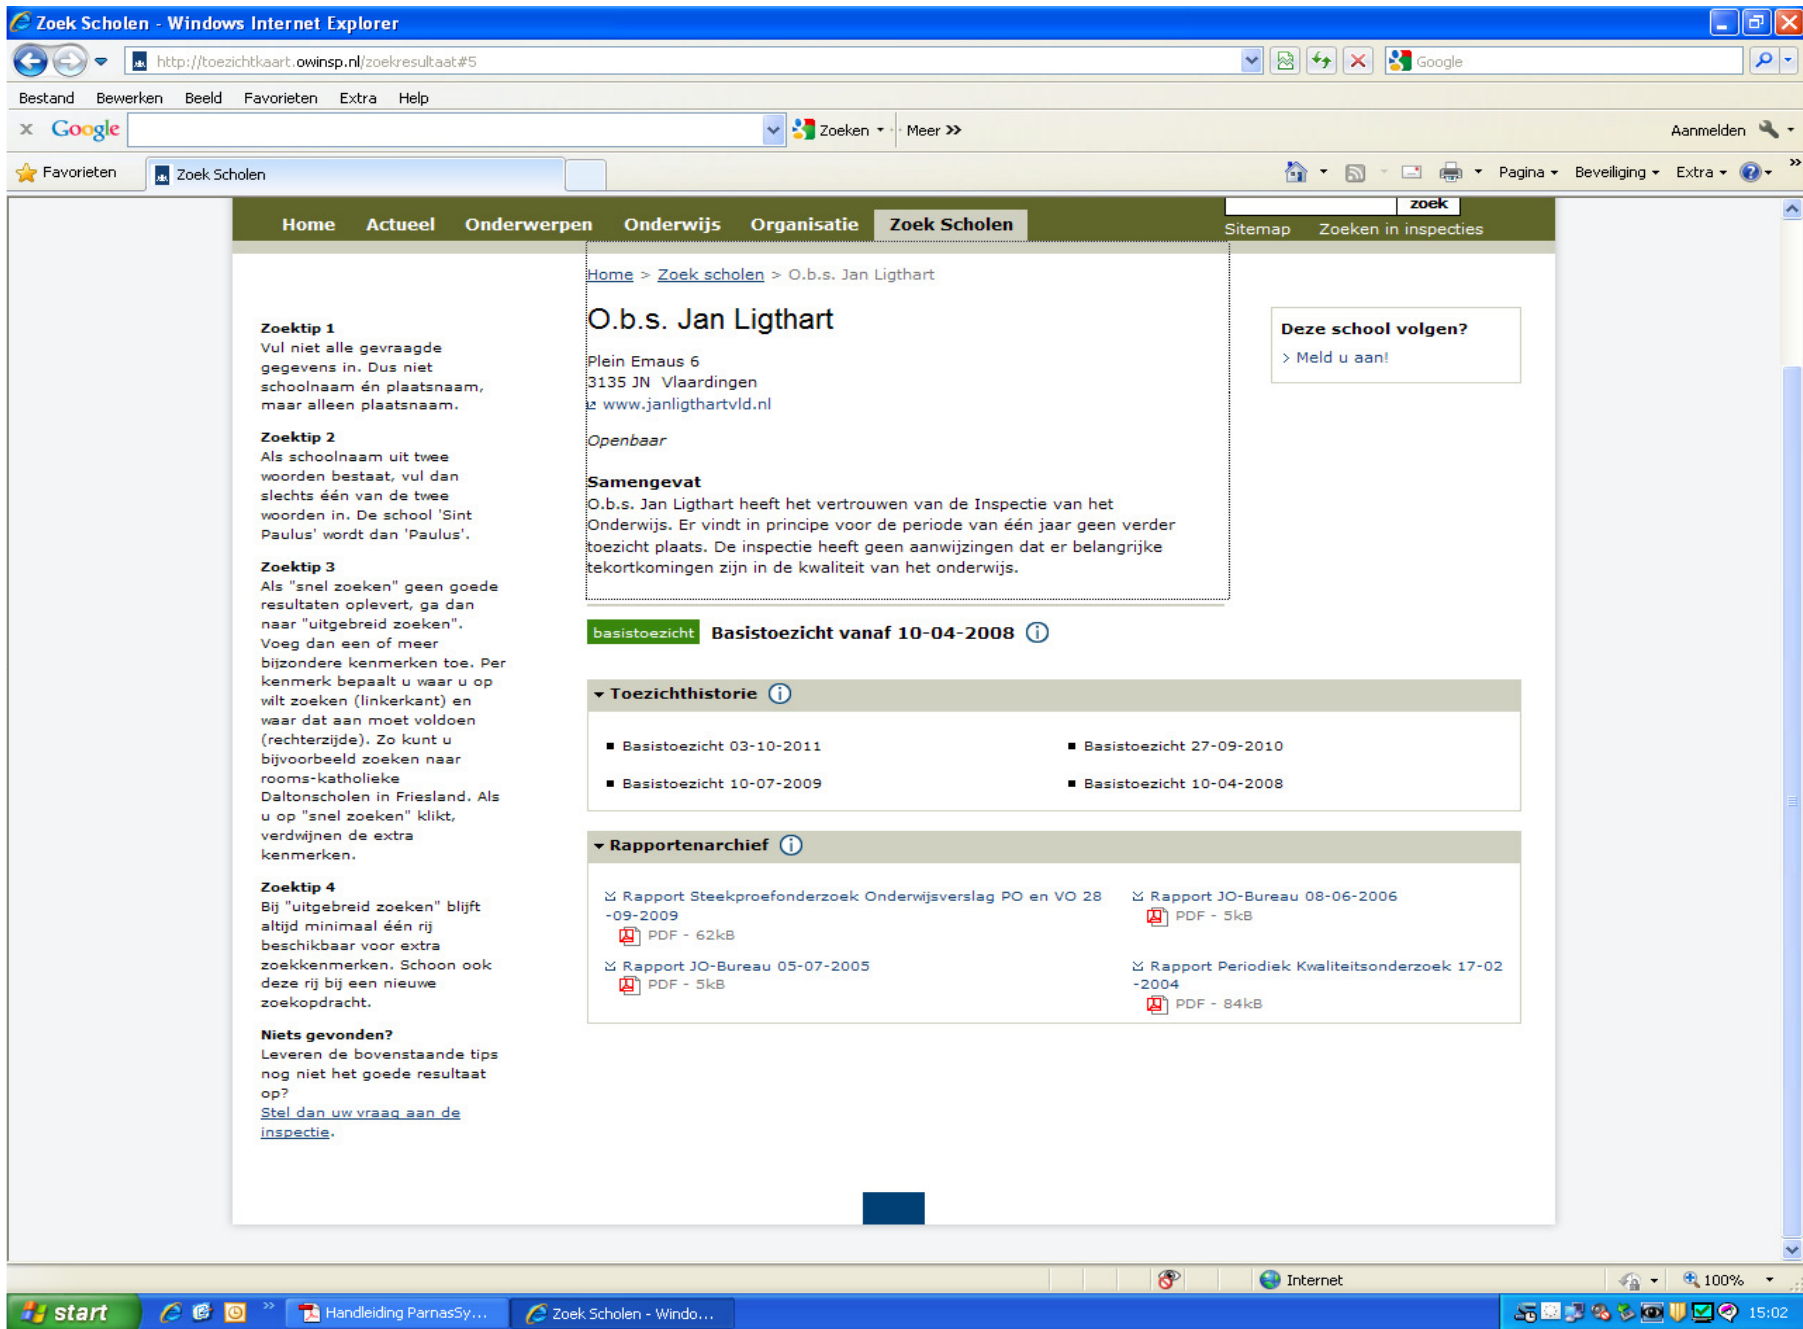 Zoek Scholen - Windows Internet Explorer
http://toezichtkaart.owinsp.nl/zoekresultaat#5
Google
Bestand Bewerken Beeld Favorieten Extra Help
x Google Zoeken Meer >> Aanmelden
Favorieten Zoek Scholen Pagina Beveiliging Extra
Home Actueel Onderwerpen Onderwijs Organisatie Zoek Scholen
zoek
Sitemap Zoeken in inspecties
Zoektip 1
Vul niet alle gevraagde
gegevens in. Dus niet
schoolnaam én plaatsnaam,
maar alleen plaatsnaam.
Zoektip 2
Als schoolnaam uit twee
woorden bestaat, vul dan
slechts één van de twee
woorden in. De school 'Sint
Paulus' wordt dan 'Paulus'.
Zoektip 3
Als "snel zoeken" geen goede
resultaten oplevert, ga dan
naar "uitgebreid zoeken".
Voeg dan een of meer
bijzondere kenmerken toe. Per
kenmerk bepaalt u waar u op
wilt zoeken (linkerkant) en
waar dat aan moet voldoen
(rechterzijde). Zo kunt u
bijvoorbeeld zoeken naar
rooms-katholieke
Daltonscholen in Friesland. Als
u op "snel zoeken" klikt,
verdwijnen de extra
kenmerken.
Zoektip 4
Bij "uitgebreid zoeken" blijft
altijd minimaal één rij
beschikbaar voor extra
zoekkenmerken. Schoon ook
deze rij bij een nieuwe
zoekopdracht.
Niets gevonden?
Leveren de bovenstaande tips
nog niet het goede resultaat
op?
Stel dan uw vraag aan de
inspectie.
Home > Zoek scholen > O.b.s. Jan Ligthart
O.b.s. Jan Ligthart
Plein Emaus 6
3135 JN Vlaardingen
www.janligthartvld.nl
Openbaar
Samengevat
O.b.s. Jan Ligthart heeft het vertrouwen van de Inspectie van het
Onderwijs. Er vindt in principe voor de periode van één jaar geen verder
toezicht plaats. De inspectie heeft geen aanwijzingen dat er belangrijke
tekortkomingen zijn in de kwaliteit van het onderwijs.
Deze school volgen?
> Meld u aan!
basistoezicht Basistoezicht vanaf 10-04-2008
Toezichthistorie
Basistoezicht 03-10-2011
Basistoezicht 27-09-2010
Basistoezicht 10-07-2009
Basistoezicht 10-04-2008
Rapportenarchief
Rapport Steekproefonderzoek Onderwijsverslag PO en VO 28
-09-2009
PDF - 62kB
Rapport JO-Bureau 08-06-2006
PDF - 5kB
Rapport JO-Bureau 05-07-2005
PDF - 5kB
Rapport Periodiek Kwaliteitsonderzoek 17-02
-2004
PDF - 84kB
Internet 100%
start Handleiding ParnasSy... Zoek Scholen - Windo... 15:02